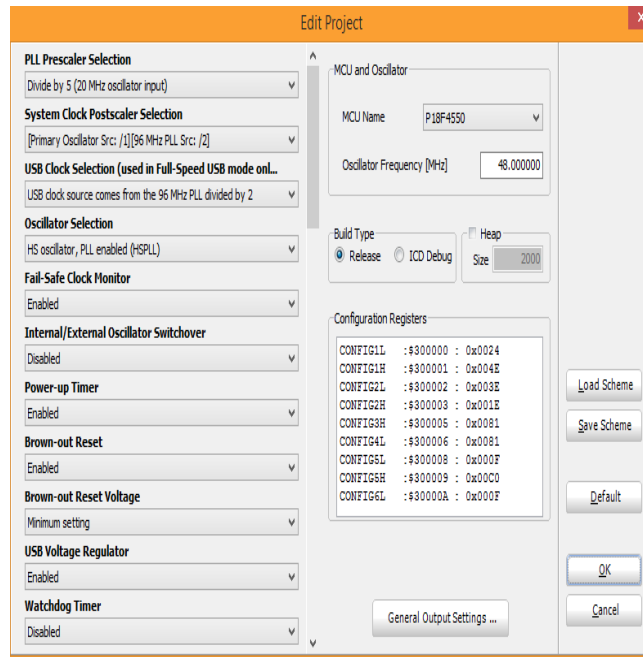 Edit Project
x
PLL Prescaler Selection
Divide by 5 (20 MHz oscillator input)
System Clock Postscaler Selection
[Primary Oscillator Src: /1][96 MHz PLL Src: /2]
USB Clock Selection (used in Full-Speed USB mode onl...
USB clock source comes from the 96 MHz PLL divided by 2
Oscillator Selection
HS oscillator, PLL enabled (HSPLL)
Fail-Safe Clock Monitor
Enabled
Internal/External Oscillator Switchover
Disabled
Power-up Timer
Enabled
Brown-out Reset
Enabled
Brown-out Reset Voltage
Minimum setting
USB Voltage Regulator
Enabled
Watchdog Timer
Disabled
MCU and Oscillator
MCU Name P18F4550
Oscillator Frequency [MHz] 48.000000
Build Type
Release ICD Debug
Heap
Size 2000
Configuration Registers
CONFIG1L :$300000 : 0x0024
CONFIG1H :$300001 : 0x004E
CONFIG2L :$300002 : 0x003E
CONFIG2H :$300003 : 0x001E
CONFIG3H :$300005 : 0x0081
CONFIG4L :$300006 : 0x0081
CONFIG5L :$300008 : 0x000F
CONFIG5H :$300009 : 0x00C0
CONFIG6L :$30000A : 0x000F
General Output Settings ...
Load Scheme
Save Scheme
Default
OK
Cancel